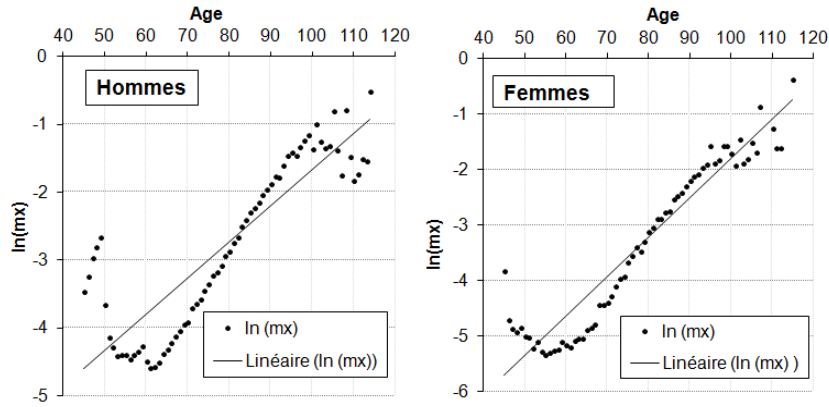 Age
40 50 60 70 80 90 100 110 120
0
-1
-2
-3
-4
-5
ln(mx)
Hommes
ln (mx)
Linéaire (ln (mx))
Age
40 50 60 70 80 90 100 110 120
0
-1
-2
-3
-4
-5
-6
ln(mx)
Femmes
ln (mx)
Linéaire (ln (mx) )